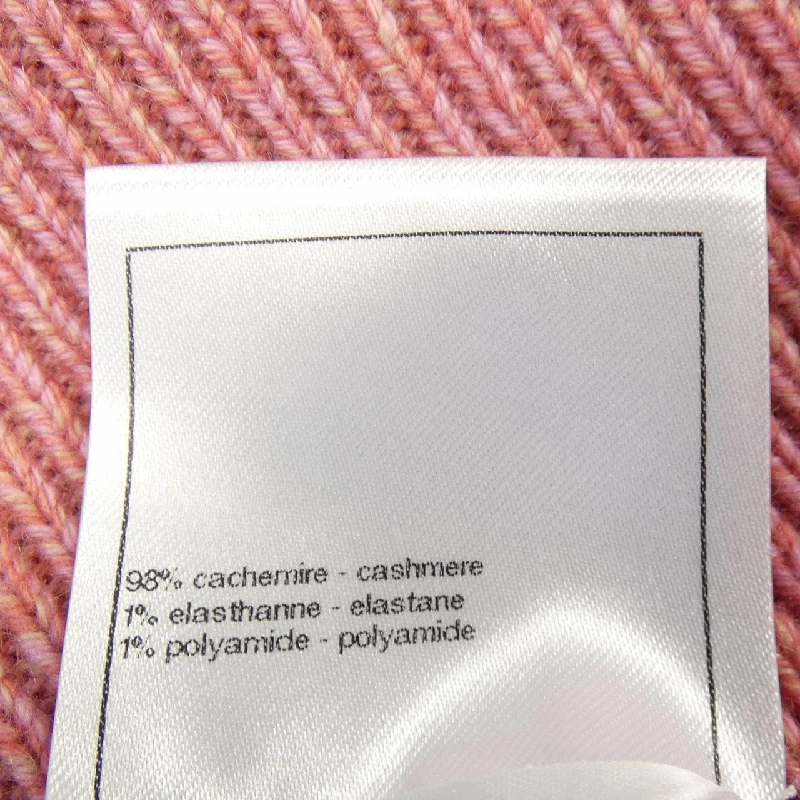 98% cachemire - cashmere
1% elasthanne - elastane
1% polyamide - polyamide